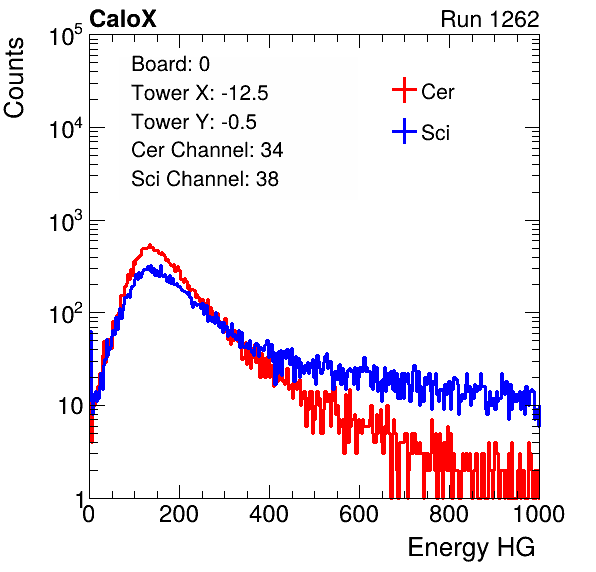 CaloX Run 1262
Counts
10^5
10^4
10^3
10^2
10
1
Board: 0
Tower X: -12.5
Tower Y: -0.5
Cer Channel: 34
Sci Channel: 38
Cer
Sci
0 200 400 600 800 1000
Energy HG